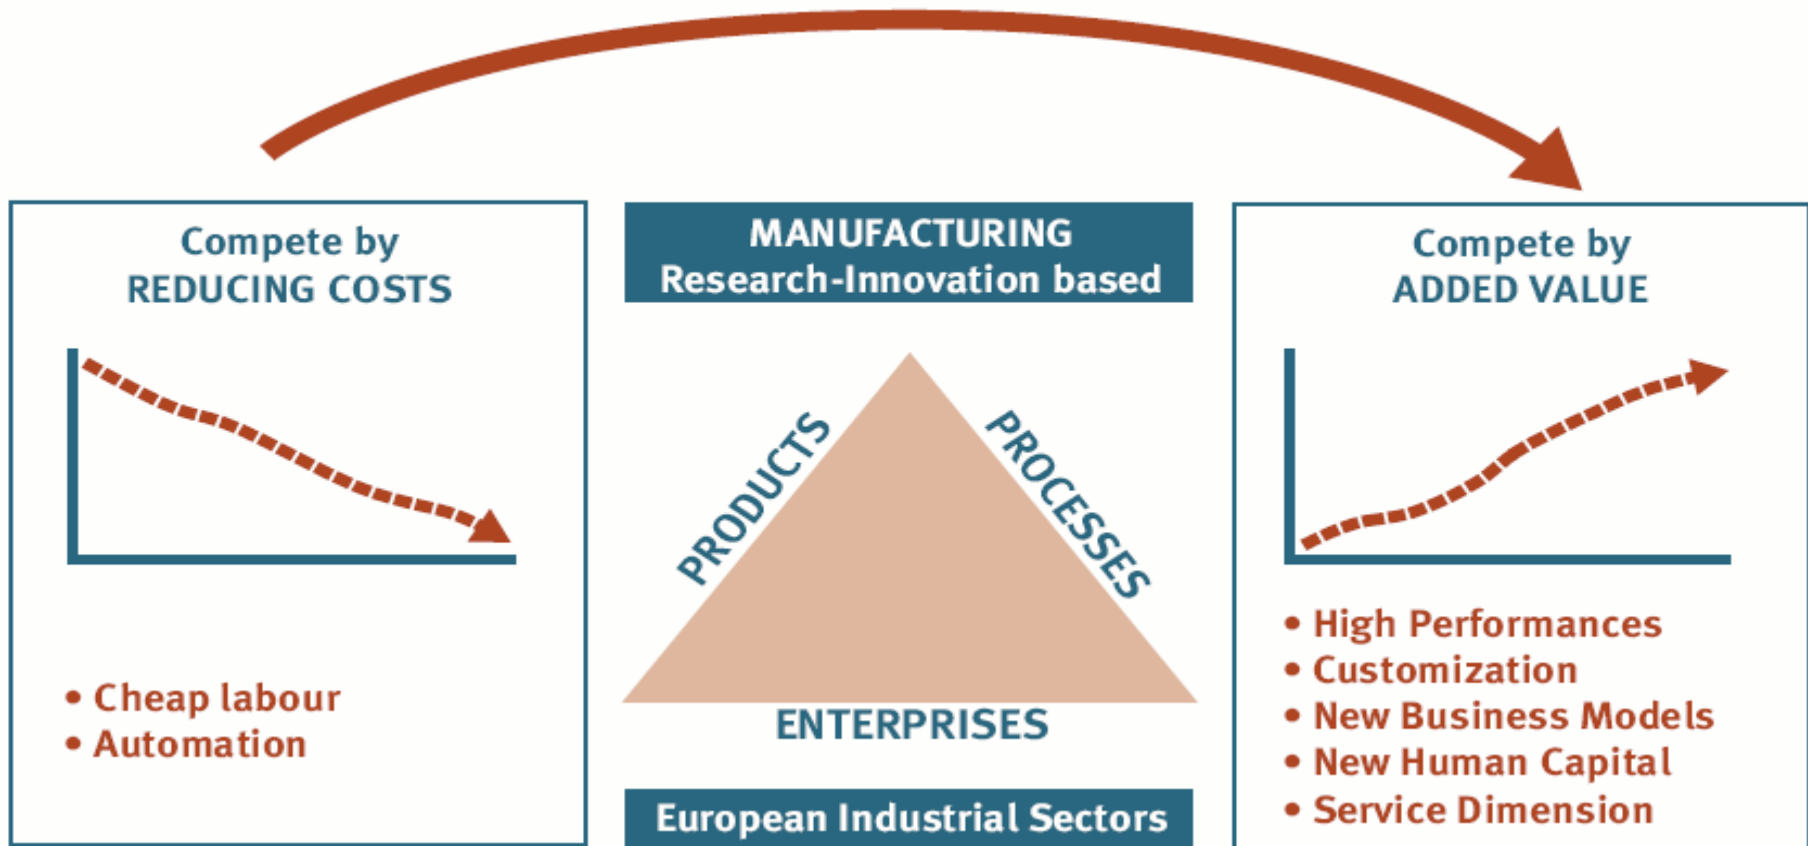 Compete by
REDUCING COSTS
• Cheap labour
• Automation
MANUFACTURING
Research-Innovation based
PRODUCTS
PROCESSES
ENTERPRISES
European Industrial Sectors
Compete by
ADDED VALUE
• High Performances
• Customization
• New Business Models
• New Human Capital
• Service Dimension